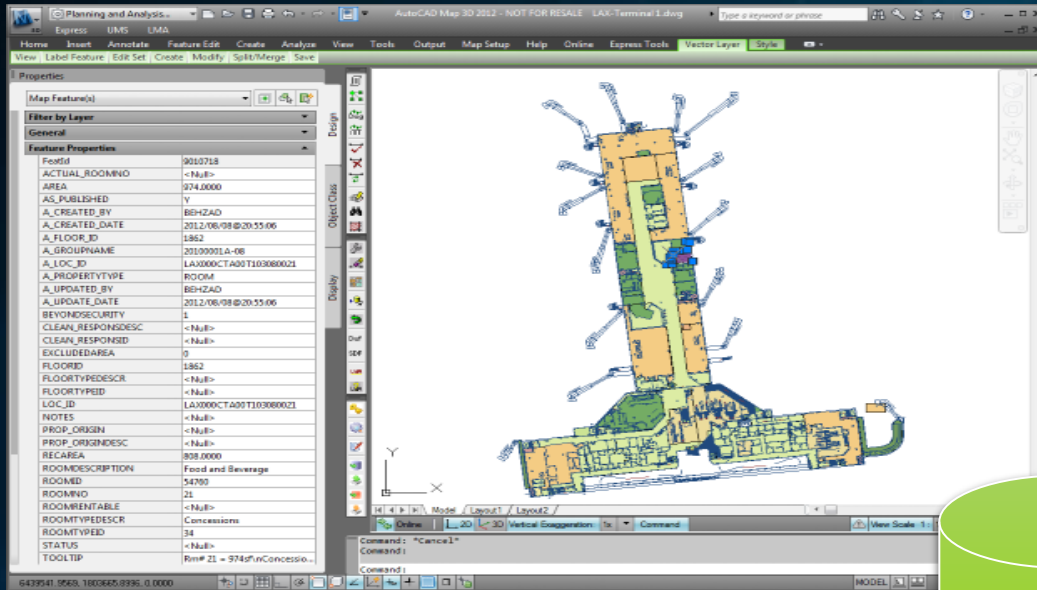 Planning and Analysis...
AutoCAD Map 3D 2012 - NOT FOR RESALE LAX-Terminal 1.dwg
Type a keyword or phrase
Express UMS LMA
Home Insert Annotate Feature Edit Create Analyze View Tools Output Map Setup Help Online Express Tools Vector Layer Style
View Label Feature Edit Set Create Modify Split/Merge Save
Properties
Map Feature(s)
Filter by Layer
General
Feature Properties
FeatId 9010718
ACTUAL_ROOMNO <Null>
AREA 974.0000
AS_PUBLISHED Y
A_CREATED_BY BEHZAD
A_CREATED_DATE 2012/08/08@20:55:06
A_FLOOR_ID 1862
A_GROUPNAME 20100001A-08
A_LOC_ID LAX000CTA00T103080021
A_PROPERTYTYPE ROOM
A_UPDATED_BY BEHZAD
A_UPDATE_DATE 2012/08/08@20:55:06
BEYONDSECURITY 1
CLEAN_RESPONSDESC <Null>
CLEAN_RESPONSID <Null>
EXCLUDEDAREA 0
FLOORID 1862
FLOORTYPEDESCR <Null>
FLOORTYPEID <Null>
LOC_ID LAX000CTA00T103080021
NOTES <Null>
PROP_ORIGIN <Null>
PROP_ORIGINDESC <Null>
RECAREA 808.0000
ROOMDESCRIPTION Food and Beverage
ROOMID 54760
ROOMNO 21
ROOMRENTABLE <Null>
ROOMTYPEDESCR Concessions
ROOMTYPEID 34
STATUS <Null>
TOOLTIP Rm# 21 = 974sf\nConcessio...
Design
Object Class
Display
Dwf
SDF
Y
X
Model Layout1 Layout2
Online 2D 3D Vertical Exaggeration 1x Command
View Scale 1:
Command: *Cancel*
Command:
Command:
6439541.9569, 1803665.8996, 0.0000
MODEL